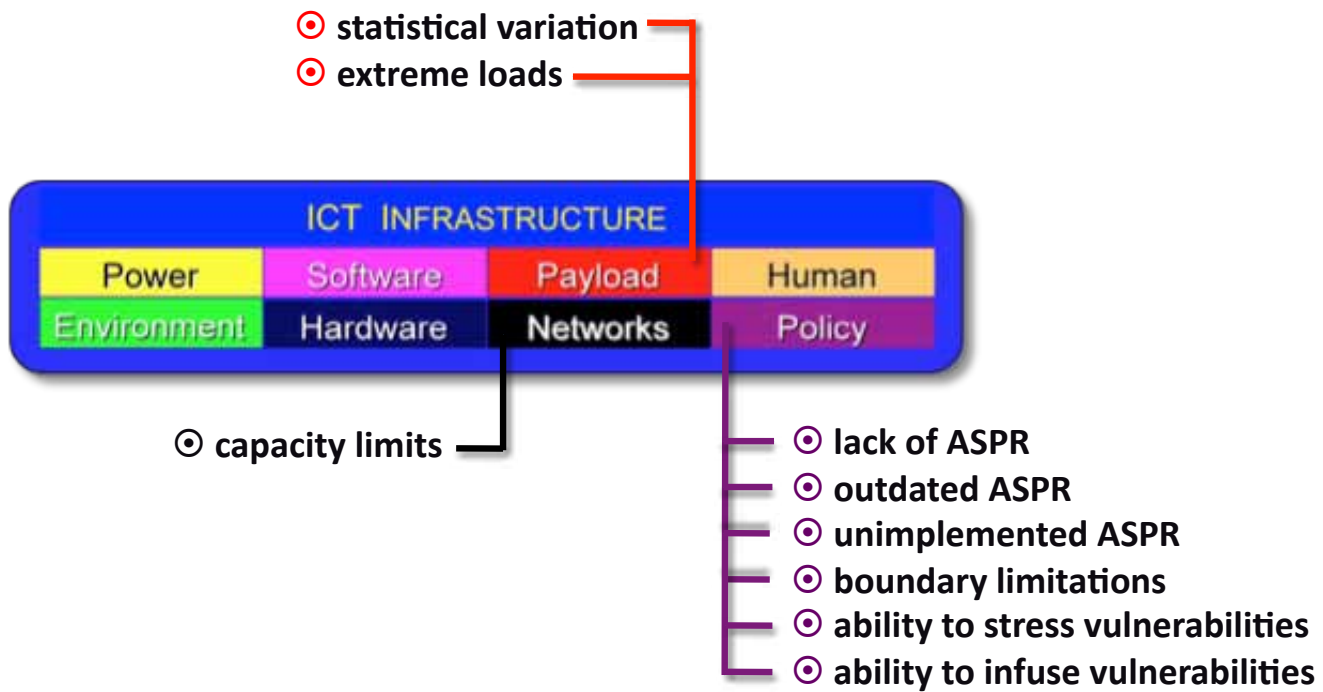 statistical variation
extreme loads
ICT INFRASTRUCTURE
Power Software Payload Human
Environment Hardware Networks Policy
capacity limits
lack of ASPR
outdated ASPR
unimplemented ASPR
boundary limitations
ability to stress vulnerabilities
ability to infuse vulnerabilities